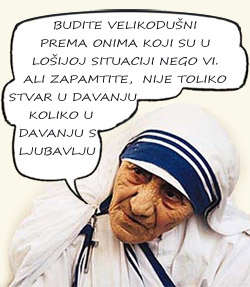 BUDITE VELIKODUŠNI
PREMA ONIMA KOJI SU U
LOŠIJOJ SITUACIJI NEGO VI.
ALI ZAPAMTITE, NIJE TOLIKO
STVAR U DAVANJU
KOLIKO U
DAVANJU S
LJUBAVLJU